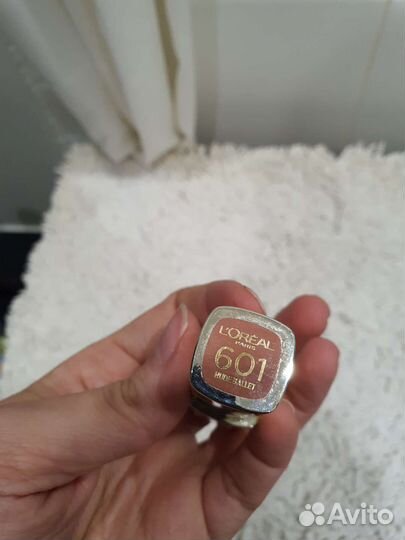 L'ORÉAL
PARIS
601
NUDE BALLET
Avito